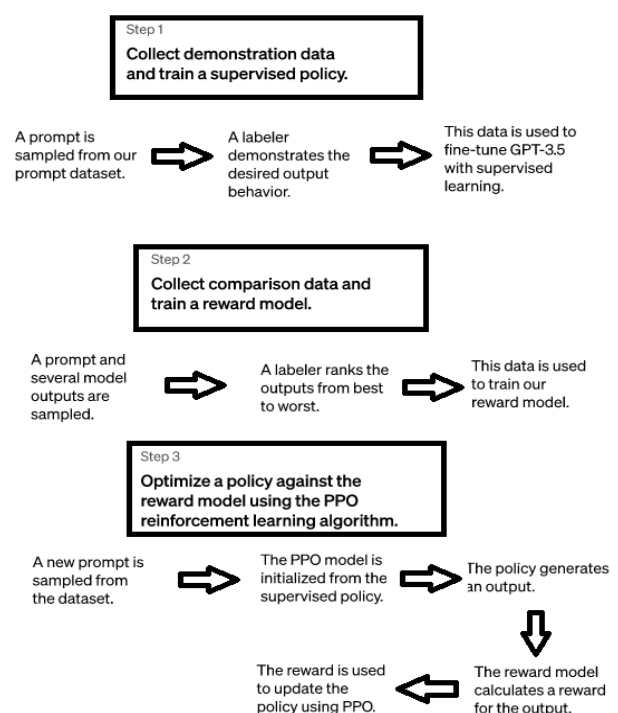 Step 1
Collect demonstration data
and train a supervised policy.
A prompt is
sampled from our
prompt dataset.
A labeler
demonstrates the
desired output
behavior.
This data is used to
fine-tune GPT-3.5
with supervised
learning.
Step 2
Collect comparison data and
train a reward model.
A prompt and
several model
outputs are
sampled.
A labeler ranks the
outputs from best
to worst.
This data is used
to train our
reward model.
Step 3
Optimize a policy against the
reward model using the PPO
reinforcement learning algorithm.
A new prompt is
sampled from
the dataset.
The PPO model is
initialized from the
supervised policy.
The policy generates
an output.
The reward model
calculates a reward
for the output.
The reward is used
to update the
policy using PPO.